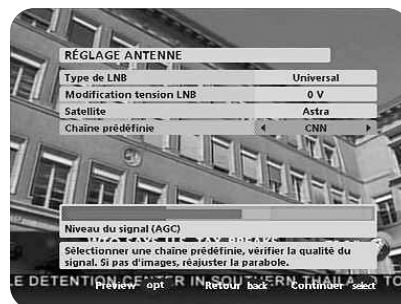 RÉGLAGE ANTENNE
Type de LNB Universal
Modification tension LNB 0 V
Satellite Astra
Chaîne prédéfinie CNN
Niveau du signal (AGC)
Sélectionner une chaîne prédéfinie, vérifier la qualité du
signal. Si pas d'images, réajuster la parabole.
E DETENTION CENTER IN SOUTHERN THAILA TO
Preview opt Retour back Continuer select